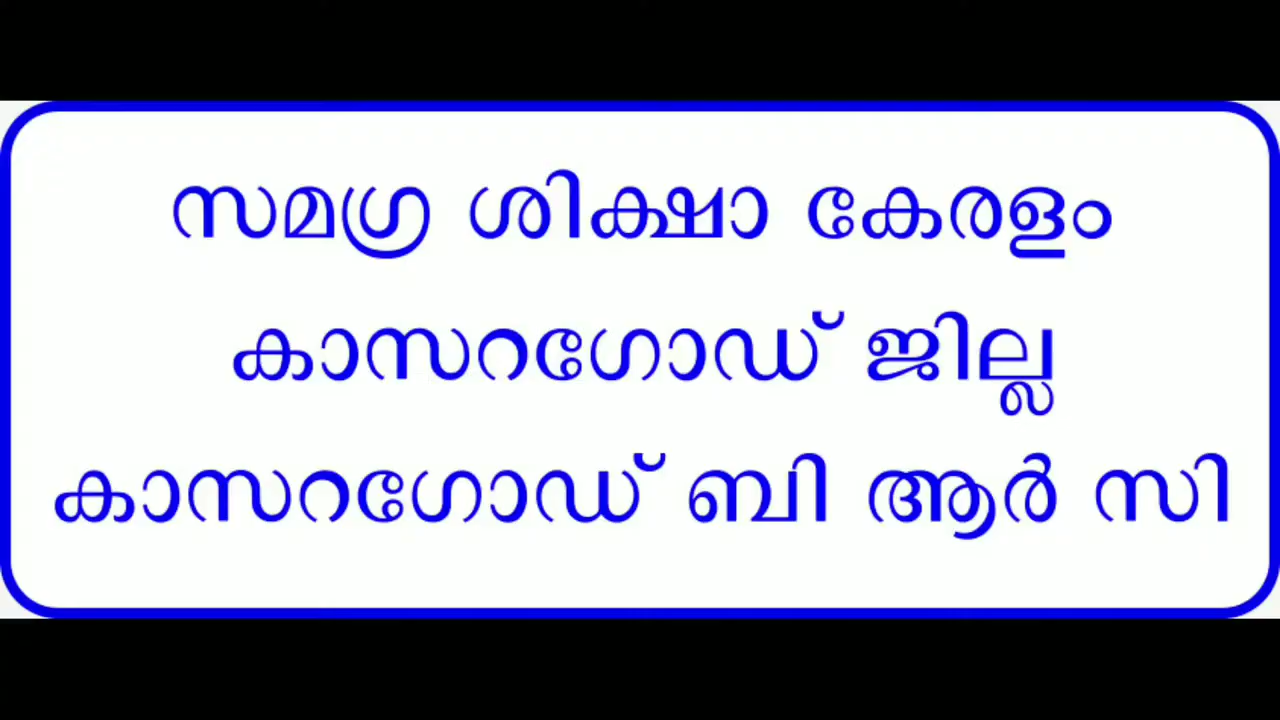 സമഗ്ര ശിക്ഷാ കേരളം
കാസറഗോഡ് ജില്ല
കാസറഗോഡ് ബി ആർ സി